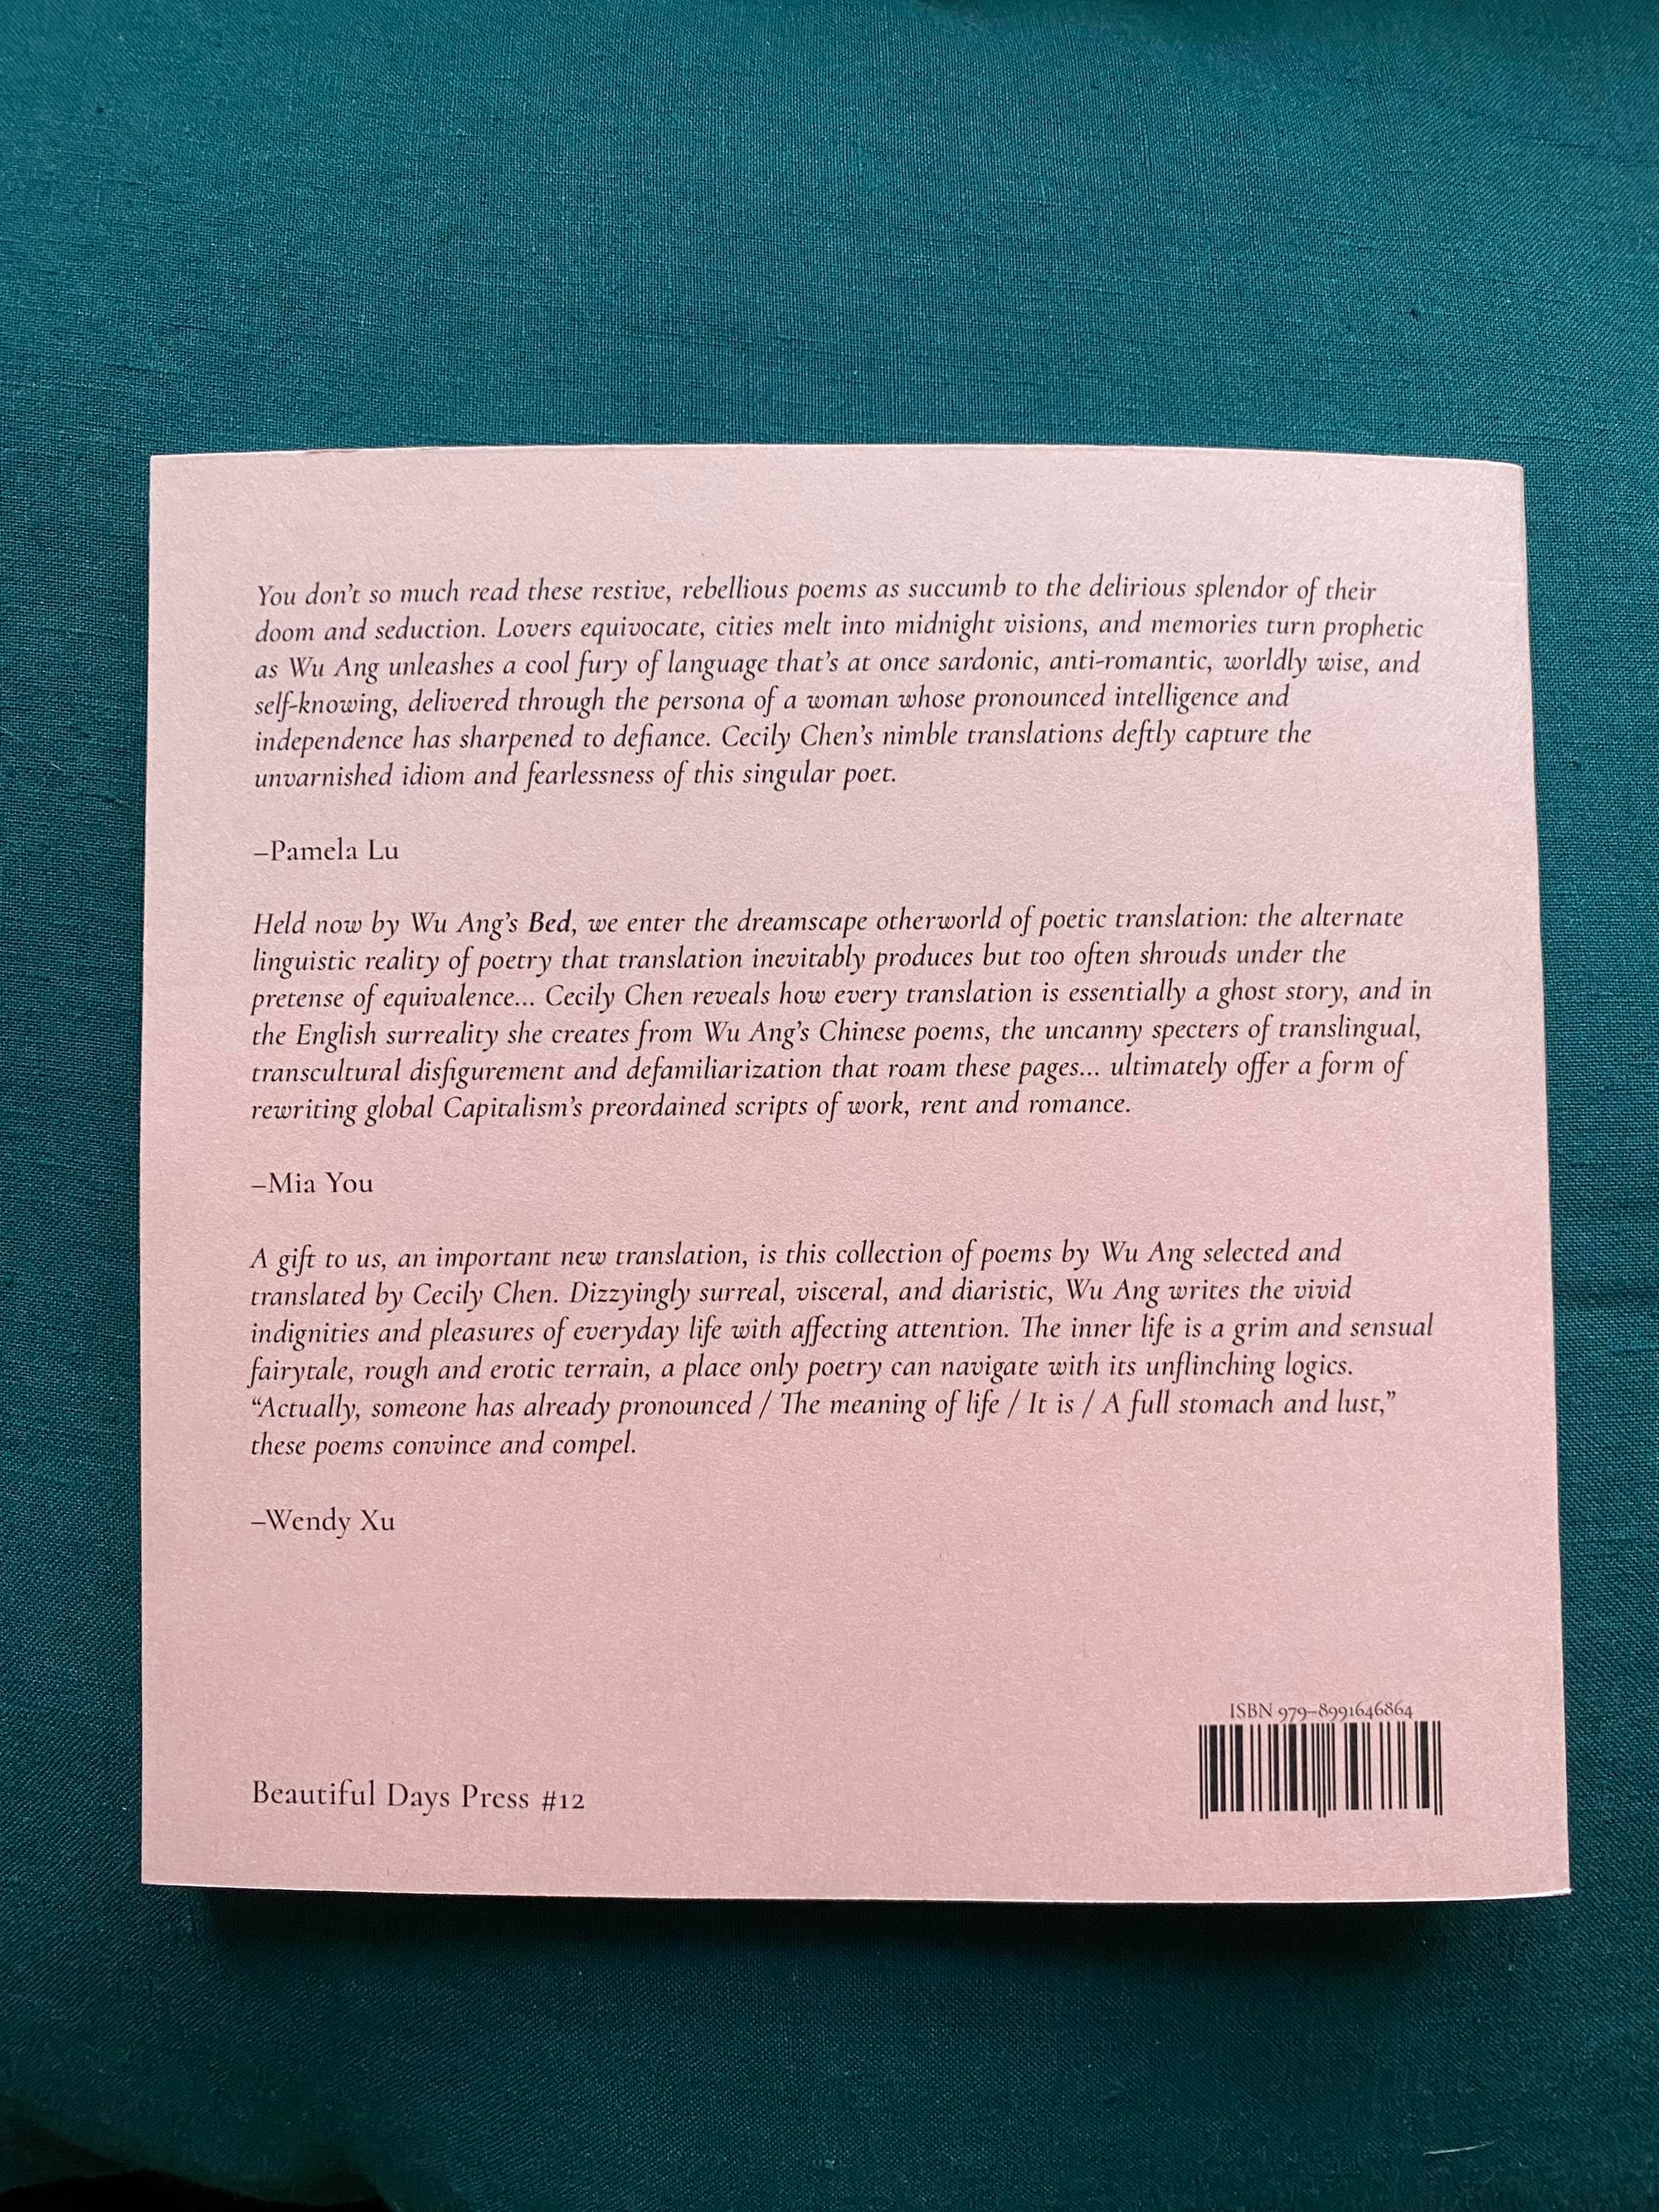 You don't so much read these restive, rebellious poems as succumb to the delirious splendor of their
doom and seduction. Lovers equivocate, cities melt into midnight visions, and memories turn prophetic
as Wu Ang unleashes a cool fury of language that's at once sardonic, anti-romantic, worldly wise, and
self-knowing, delivered through the persona of a woman whose pronounced intelligence and
independence has sharpened to defiance. Cecily Chen's nimble translations deftly capture the
unvarnished idiom and fearlessness of this singular poet.
–Pamela Lu
Held now by Wu Ang's Bed, we enter the dreamscape otherworld of poetic translation: the alternate
linguistic reality of poetry that translation inevitably produces but too often shrouds under the
pretense of equivalence... Cecily Chen reveals how every translation is essentially a ghost story, and in
the English surreality she creates from Wu Ang's Chinese poems, the uncanny specters of translingual,
transcultural disfigurement and defamiliarization that roam these pages... ultimately offer a form of
rewriting global Capitalism's preordained scripts of work, rent and romance.
–Mia You
A gift to us, an important new translation, is this collection of poems by Wu Ang selected and
translated by Cecily Chen. Dizzyingly surreal, visceral, and diaristic, Wu Ang writes the vivid
indignities and pleasures of everyday life with affecting attention. The inner life is a grim and sensual
fairytale, rough and erotic terrain, a place only poetry can navigate with its unflinching logics.
“Actually, someone has already pronounced / The meaning of life / It is / A full stomach and lust,”
these poems convince and compel.
–Wendy Xu
ISBN 979–8991646864
Beautiful Days Press #12